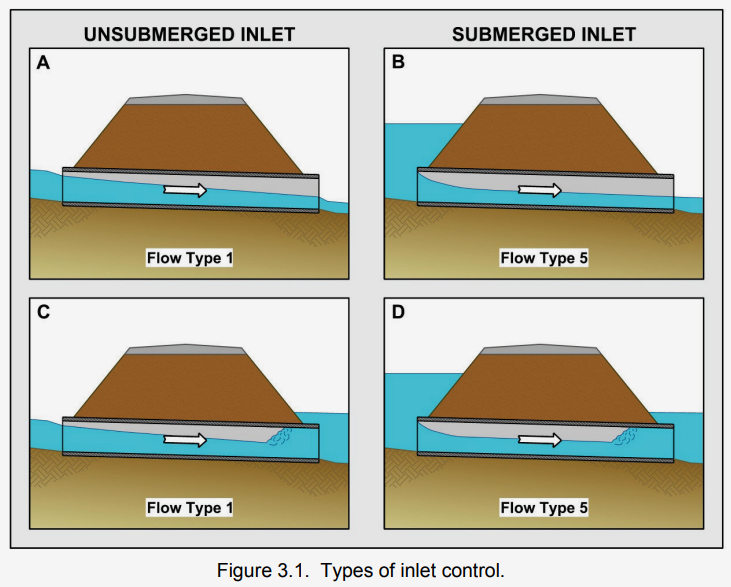 UNSUBMERGED INLET
SUBMERGED INLET
A
B
Flow Type 1
Flow Type 5
C
D
Flow Type 1
Flow Type 5
Figure 3.1. Types of inlet control.